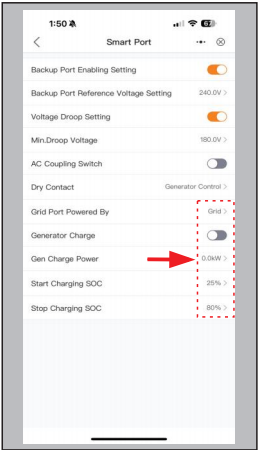 1:50
Smart Port
Backup Port Enabling Setting
Backup Port Reference Voltage Setting 240.0V >
Voltage Droop Setting
Min.Droop Voltage 180.0V >
AC Coupling Switch
Dry Contact Generator Control >
Grid Port Powered By Grid >
Generator Charge
Gen Charge Power 0.0kW >
Start Charging SOC 25% >
Stop Charging SOC 80% >